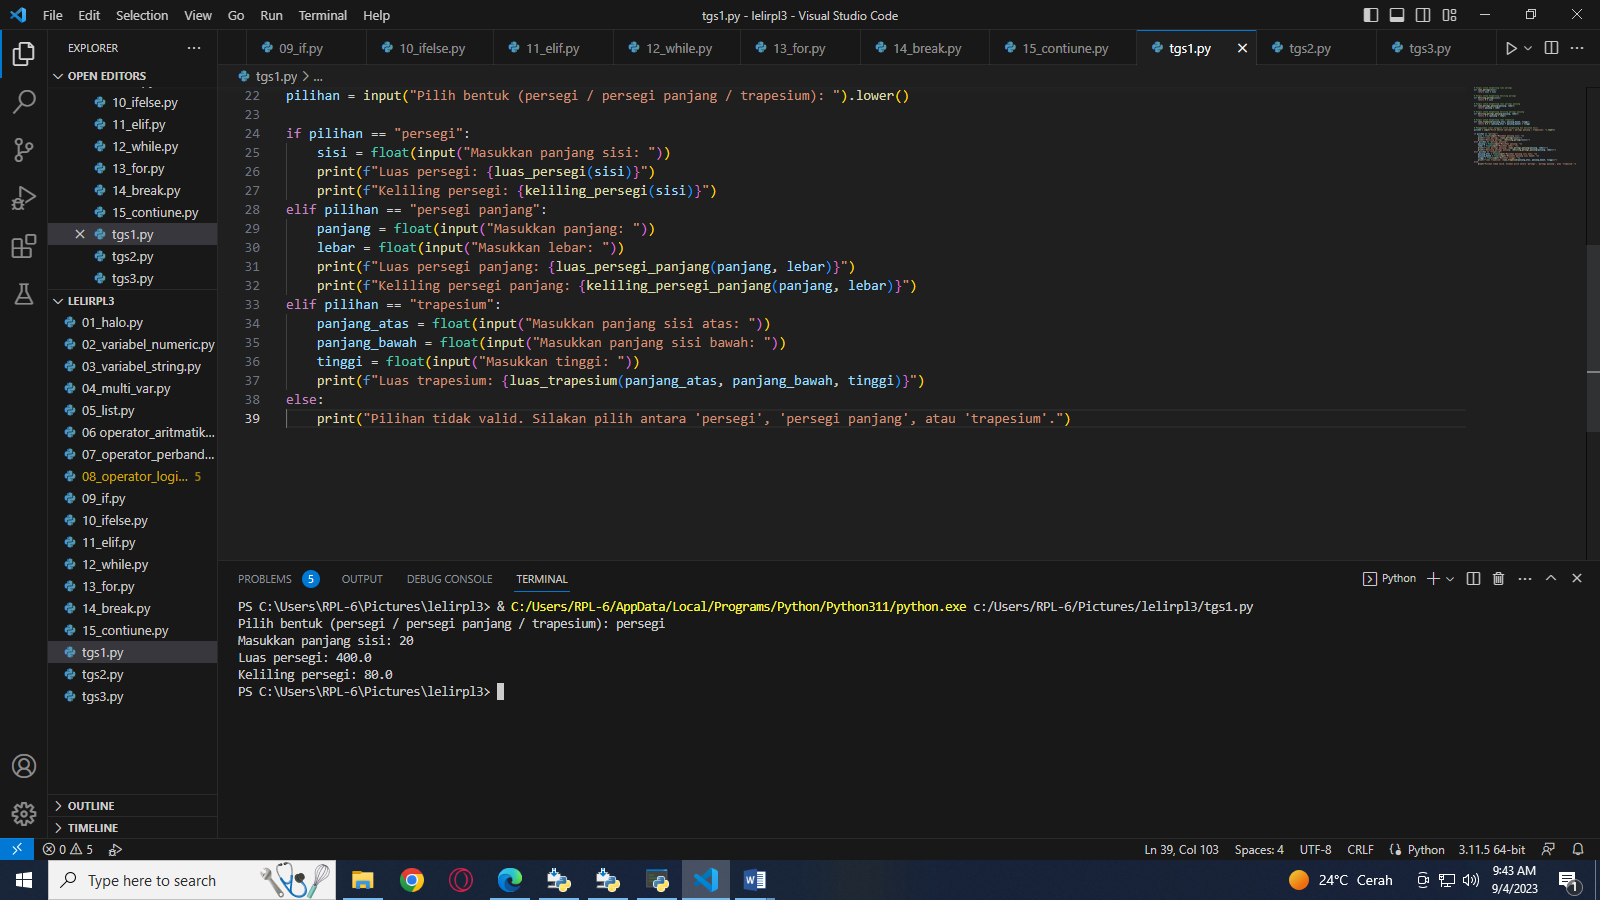 File Edit Selection View Go Run Terminal Help
tgs1.py - lelirpl3 - Visual Studio Code
EXPLORER
OPEN EDITORS
10_ifelse.py
11_elif.py
12_while.py
13_for.py
14_break.py
15_contiune.py
tgs1.py
tgs2.py
tgs3.py
LELIRPL3
01_halo.py
02_variabel_numeric.py
03_variabel_string.py
04_multi_var.py
05_list.py
06 operator_aritmatik...
07_operator_perband...
08_operator_logi... 5
09_if.py
10_ifelse.py
11_elif.py
12_while.py
13_for.py
14_break.py
15_contiune.py
tgs1.py
tgs2.py
tgs3.py
OUTLINE
TIMELINE
09_if.py 10_ifelse.py 11_elif.py 12_while.py 13_for.py 14_break.py 15_contiune.py tgs1.py tgs2.py tgs3.py
tgs1.py > ...
22 pilihan = input("Pilih bentuk (persegi / persegi panjang / trapesium): ").lower()
23
24 if pilihan == "persegi":
25     sisi = float(input("Masukkan panjang sisi: "))
26     print(f"Luas persegi: {luas_persegi(sisi)}")
27     print(f"Keliling persegi: {keliling_persegi(sisi)}")
28 elif pilihan == "persegi panjang":
29     panjang = float(input("Masukkan panjang: "))
30     lebar = float(input("Masukkan lebar: "))
31     print(f"Luas persegi panjang: {luas_persegi_panjang(panjang, lebar)}")
32     print(f"Keliling persegi panjang: {keliling_persegi_panjang(panjang, lebar)}")
33 elif pilihan == "trapesium":
34     panjang_atas = float(input("Masukkan panjang sisi atas: "))
35     panjang_bawah = float(input("Masukkan panjang sisi bawah: "))
36     tinggi = float(input("Masukkan tinggi: "))
37     print(f"Luas trapesium: {luas_trapesium(panjang_atas, panjang_bawah, tinggi)}")
38 else:
39     print("Pilihan tidak valid. Silakan pilih antara 'persegi', 'persegi panjang', atau 'trapesium'.")
PROBLEMS 5 OUTPUT DEBUG CONSOLE TERMINAL
Python
PS C:\Users\RPL-6\Pictures\lelirpl3> & C:/Users/RPL-6/AppData/Local/Programs/Python/Python311/python.exe c:/Users/RPL-6/Pictures/lelirpl3/tgs1.py
Pilih bentuk (persegi / persegi panjang / trapesium): persegi
Masukkan panjang sisi: 20
Luas persegi: 400.0
Keliling persegi: 80.0
PS C:\Users\RPL-6\Pictures\lelirpl3>
0 5
Ln 39, Col 103 Spaces: 4 UTF-8 CRLF Python 3.11.5 64-bit
Type here to search
24°C Cerah
9:43 AM
9/4/2023
1